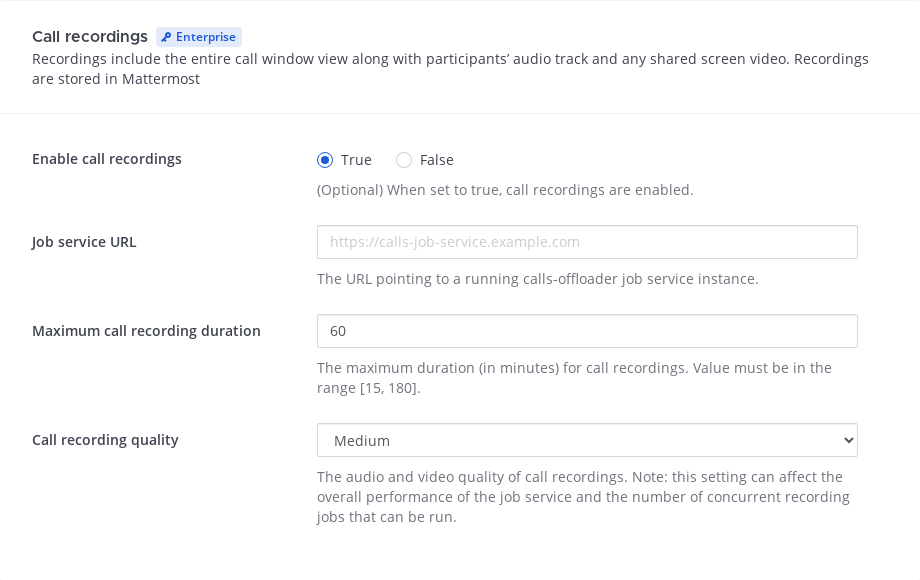 Call recordings Enterprise
Recordings include the entire call window view along with participants’ audio track and any shared screen video. Recordings
are stored in Mattermost
Enable call recordings
True False
(Optional) When set to true, call recordings are enabled.
Job service URL
https://calls-job-service.example.com
The URL pointing to a running calls-offloader job service instance.
Maximum call recording duration
60
The maximum duration (in minutes) for call recordings. Value must be in the
range [15, 180].
Call recording quality
Medium
The audio and video quality of call recordings. Note: this setting can affect the
overall performance of the job service and the number of concurrent recording
jobs that can be run.